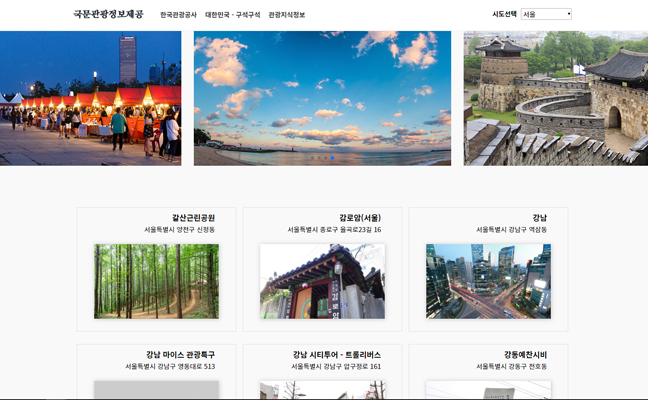 국문관광정보제공
한국관광공사 대한민국 - 구석구석 관광지식정보
시도선택 서울
갈산근린공원
서울특별시 양천구 신정동
감로암(서울)
서울특별시 종로구 율곡로23길 16
강남
서울특별시 강남구 역삼동
강남 마이스 관광특구
서울특별시 강남구 영동대로 513
강남 시티투어 - 트롤리버스
서울특별시 강남구 압구정로 161
강동예찬시비
서울특별시 강동구 천호동